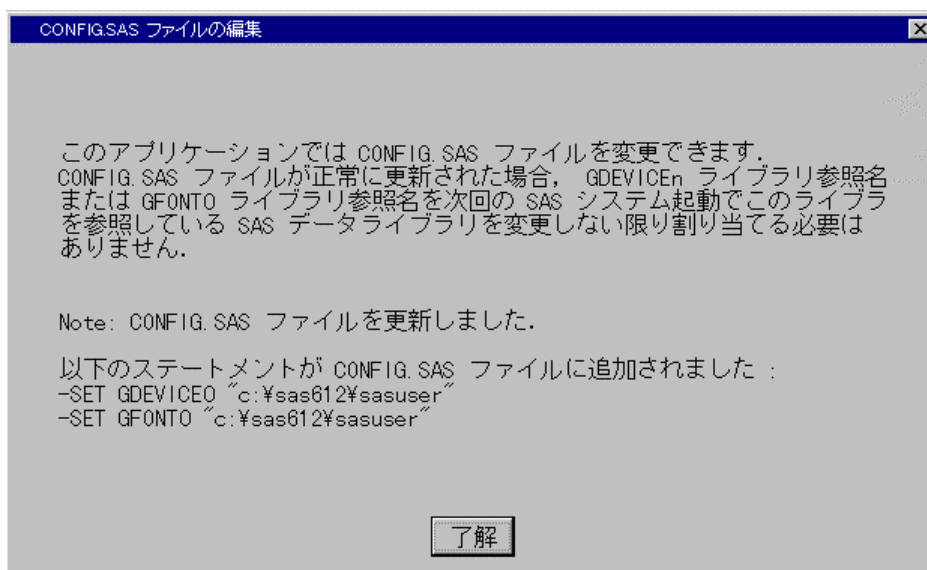 CONFIG.SAS ファイルの編集
このアプリケーションでは CONFIG.SAS ファイルを変更できます.
CONFIG.SAS ファイルが正常に更新された場合, GDEVICEn ライブラリ参照名
または GFONT0 ライブラリ参照名を次回の SAS システム起動でこのライブラ
を参照している SAS データライブラリを変更しない限り割り当てる必要は
ありません.
Note: CONFIG.SAS ファイルを更新しました.
以下のステートメントが CONFIG.SAS ファイルに追加されました :
-SET GDEVICE0 "c:¥sas612¥sasuser"
-SET GFONT0 "c:¥sas612¥sasuser"
了解